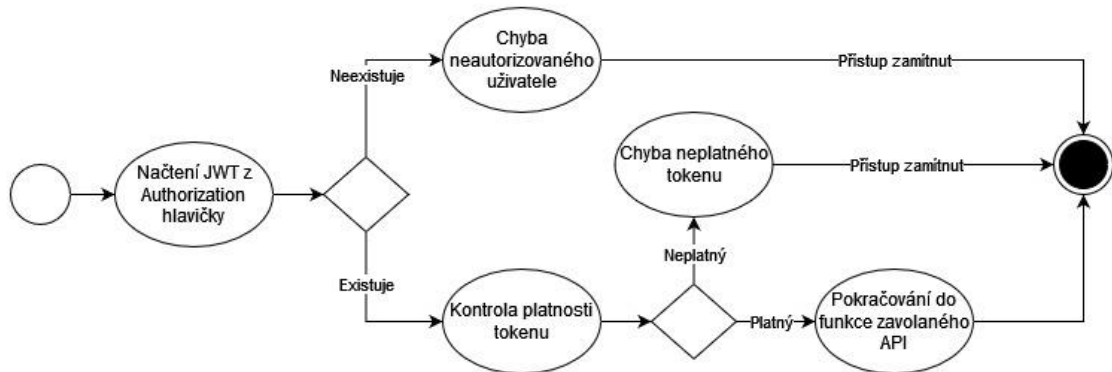 Chyba
neautorizovaného
uživatele
Neexistuje
Přístup zamítnut
Načtení JWT z
Authorization
hlavičky
Chyba neplatného
tokenu
Přístup zamítnut
Existuje
Neplatný
Kontrola platnosti
tokenu
Platný
Pokračování do
funkce zavolaného
API